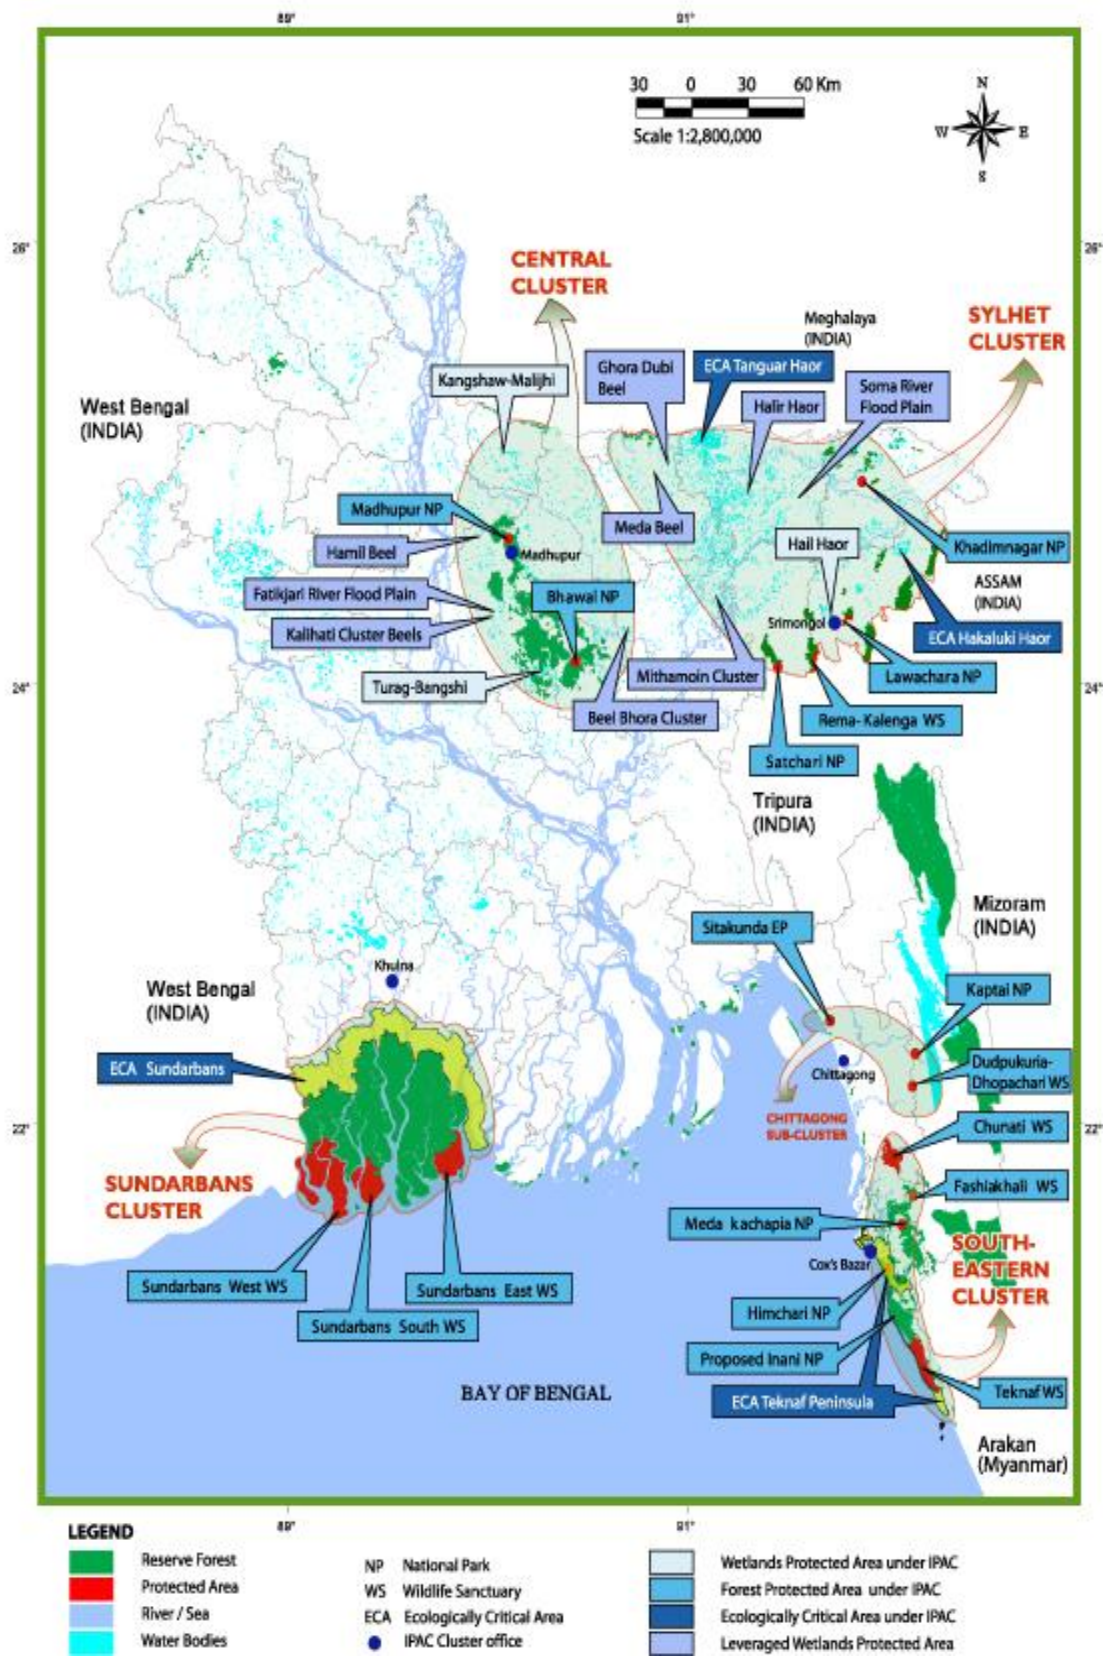 89°
91°
30 0 30 60 Km
Scale 1:2,800,000
N
W E
S
26°
26°
CENTRAL
CLUSTER
SYLHET
CLUSTER
Meghalaya
(INDIA)
Kangshaw-Malijhi
Ghora Dubi
Beel
ECA Tanguar Haor
Halir Haor
Soma River
Flood Plain
West Bengal
(INDIA)
Madhupur NP
Hamil Beel
Madhupur
Meda Beel
Hail Haor
Khadimnagar NP
Fatikjari River Flood Plain
Bhawal NP
ASSAM
(INDIA)
Kalihati Cluster Beels
Srimongol
ECA Hakaluki Haor
Turag-Bangshi
Mithamoin Cluster
Lawachara NP
24°
24°
Beel Bhora Cluster
Rema-Kalenga WS
Satchari NP
Tripura
(INDIA)
Mizoram
(INDIA)
Sitakunda EP
Khulna
West Bengal
(INDIA)
Kaptai NP
ECA Sundarbans
Chittagong
Dudpukuria-
Dhopachari WS
CHITTAGONG
SUB-CLUSTER
22°
22°
Chunati WS
SUNDARBANS
CLUSTER
Fashiakhali WS
Meda kachapia NP
SOUTH-
EASTERN
CLUSTER
Cox's Bazar
Sundarbans West WS
Sundarbans East WS
Himchari NP
Sundarbans South WS
Proposed Inani NP
BAY OF BENGAL
ECA Teknaf Peninsula
Teknaf WS
Arakan
(Myanmar)
89°
91°
LEGEND
Reserve Forest
Protected Area
River / Sea
Water Bodies
NP National Park
WS Wildlife Sanctuary
ECA Ecologically Critical Area
IPAC Cluster office
Wetlands Protected Area under IPAC
Forest Protected Area under IPAC
Ecologically Critical Area under IPAC
Leveraged Wetlands Protected Area